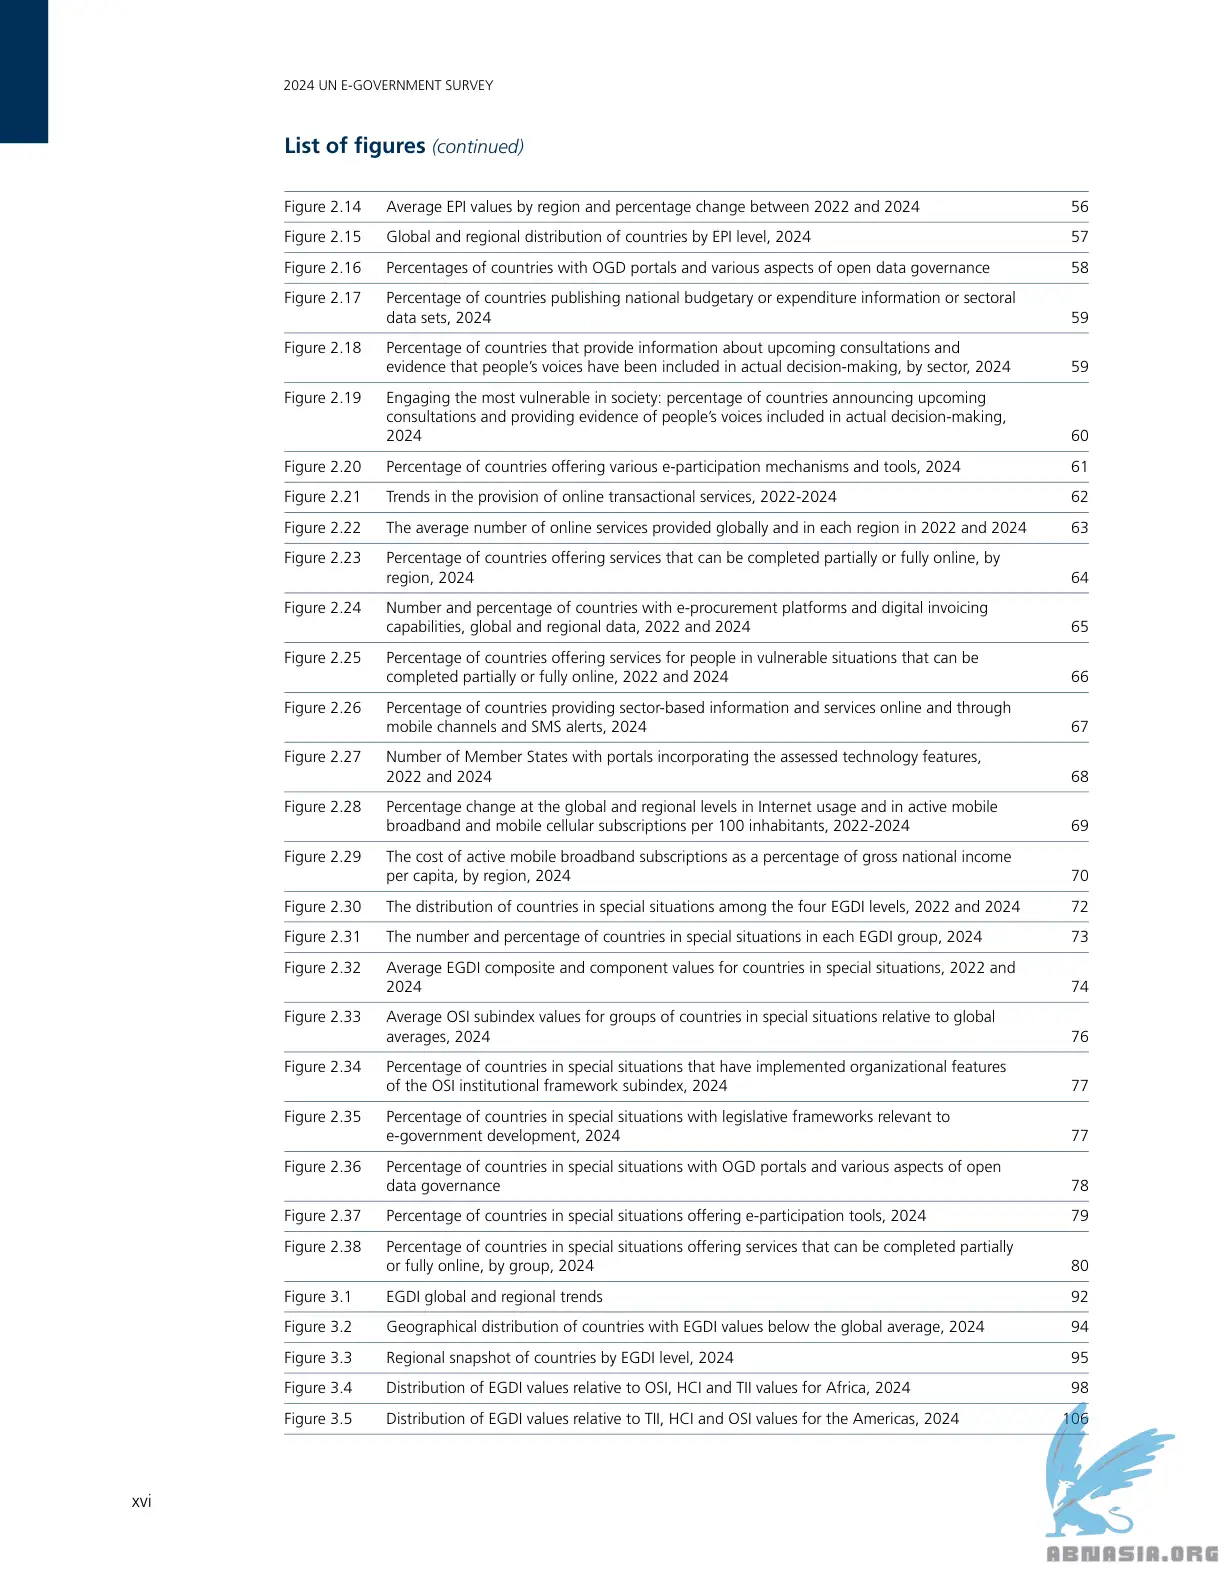 2024 UN E-GOVERNMENT SURVEY
List of figures (continued)
Figure 2.14 Average EPI values by region and percentage change between 2022 and 2024 56
Figure 2.15 Global and regional distribution of countries by EPI level, 2024 57
Figure 2.16 Percentages of countries with OGD portals and various aspects of open data governance 58
Figure 2.17 Percentage of countries publishing national budgetary or expenditure information or sectoral
data sets, 2024 59
Figure 2.18 Percentage of countries that provide information about upcoming consultations and
evidence that people’s voices have been included in actual decision-making, by sector, 2024 59
Figure 2.19 Engaging the most vulnerable in society: percentage of countries announcing upcoming
consultations and providing evidence of people’s voices included in actual decision-making,
2024 60
Figure 2.20 Percentage of countries offering various e-participation mechanisms and tools, 2024 61
Figure 2.21 Trends in the provision of online transactional services, 2022-2024 62
Figure 2.22 The average number of online services provided globally and in each region in 2022 and 2024 63
Figure 2.23 Percentage of countries offering services that can be completed partially or fully online, by
region, 2024 64
Figure 2.24 Number and percentage of countries with e-procurement platforms and digital invoicing
capabilities, global and regional data, 2022 and 2024 65
Figure 2.25 Percentage of countries offering services for people in vulnerable situations that can be
completed partially or fully online, 2022 and 2024 66
Figure 2.26 Percentage of countries providing sector-based information and services online and through
mobile channels and SMS alerts, 2024 67
Figure 2.27 Number of Member States with portals incorporating the assessed technology features,
2022 and 2024 68
Figure 2.28 Percentage change at the global and regional levels in Internet usage and in active mobile
broadband and mobile cellular subscriptions per 100 inhabitants, 2022-2024 69
Figure 2.29 The cost of active mobile broadband subscriptions as a percentage of gross national income
per capita, by region, 2024 70
Figure 2.30 The distribution of countries in special situations among the four EGDI levels, 2022 and 2024 72
Figure 2.31 The number and percentage of countries in special situations in each EGDI group, 2024 73
Figure 2.32 Average EGDI composite and component values for countries in special situations, 2022 and
2024 74
Figure 2.33 Average OSI subindex values for groups of countries in special situations relative to global
averages, 2024 76
Figure 2.34 Percentage of countries in special situations that have implemented organizational features
of the OSI institutional framework subindex, 2024 77
Figure 2.35 Percentage of countries in special situations with legislative frameworks relevant to
e-government development, 2024 77
Figure 2.36 Percentage of countries in special situations with OGD portals and various aspects of open
data governance 78
Figure 2.37 Percentage of countries in special situations offering e-participation tools, 2024 79
Figure 2.38 Percentage of countries in special situations offering services that can be completed partially
or fully online, by group, 2024 80
Figure 3.1 EGDI global and regional trends 92
Figure 3.2 Geographical distribution of countries with EGDI values below the global average, 2024 94
Figure 3.3 Regional snapshot of countries by EGDI level, 2024 95
Figure 3.4 Distribution of EGDI values relative to OSI, HCI and TII values for Africa, 2024 98
Figure 3.5 Distribution of EGDI values relative to TII, HCI and OSI values for the Americas, 2024 106
xvi
ABNASIA.ORG